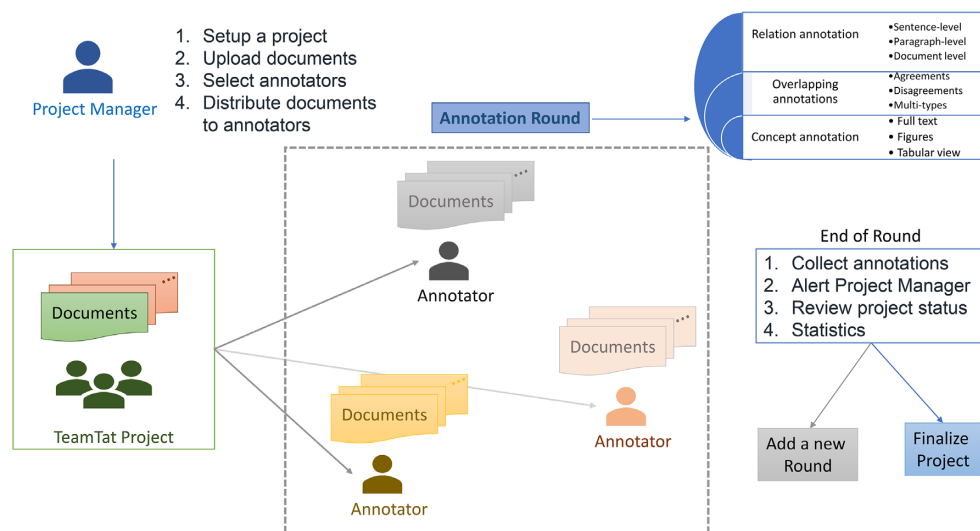 Project Manager
1. Setup a project
2. Upload documents
3. Select annotators
4. Distribute documents
to annotators
Annotation Round
Relation annotation
•Sentence-level
•Paragraph-level
•Document level
Overlapping
annotations
•Agreements
•Disagreements
•Multi-types
Concept annotation
• Full text
• Figures
• Tabular view
Documents
TeamTat Project
Documents
Annotator
Documents
Annotator
Documents
Annotator
End of Round
1. Collect annotations
2. Alert Project Manager
3. Review project status
4. Statistics
Add a new
Round
Finalize
Project